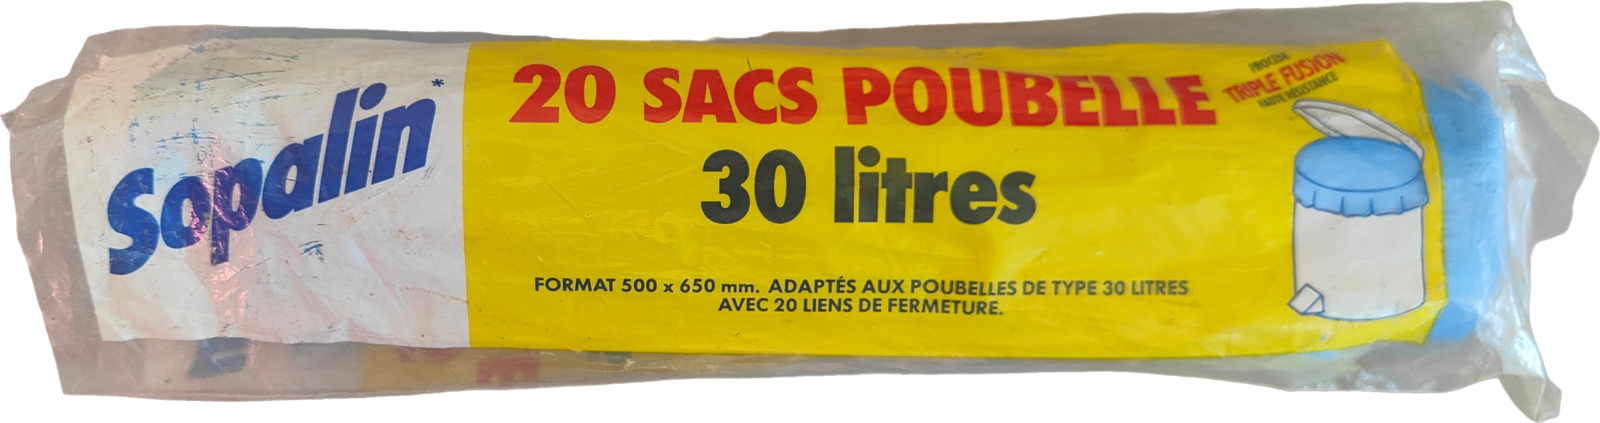 Sopalin*
20 SACS POUBELLE
30 litres
FORMAT 500 x 650 mm. ADAPTÉS AUX POUBELLES DE TYPE 30 LITRES
AVEC 20 LIENS DE FERMETURE.
PROCÉDÉ
TRIPLE FUSION
HAUTE RÉSISTANCE